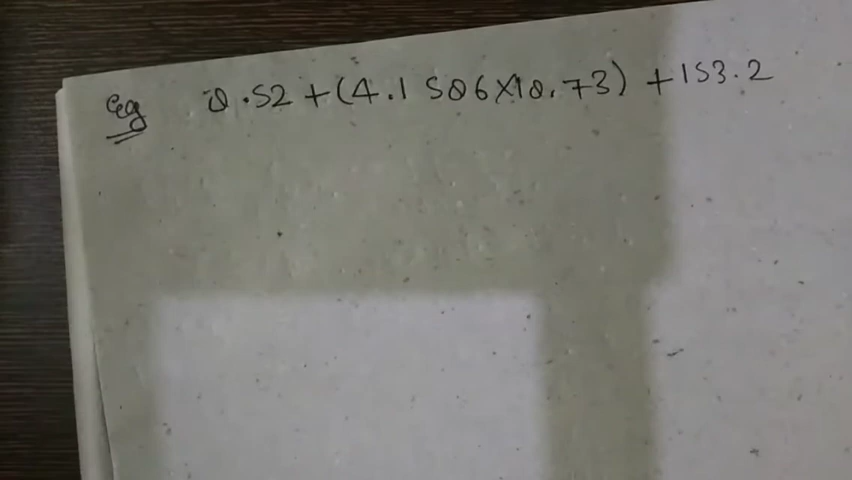 eg 0.52 + (4.1506×10.73) + 153.2